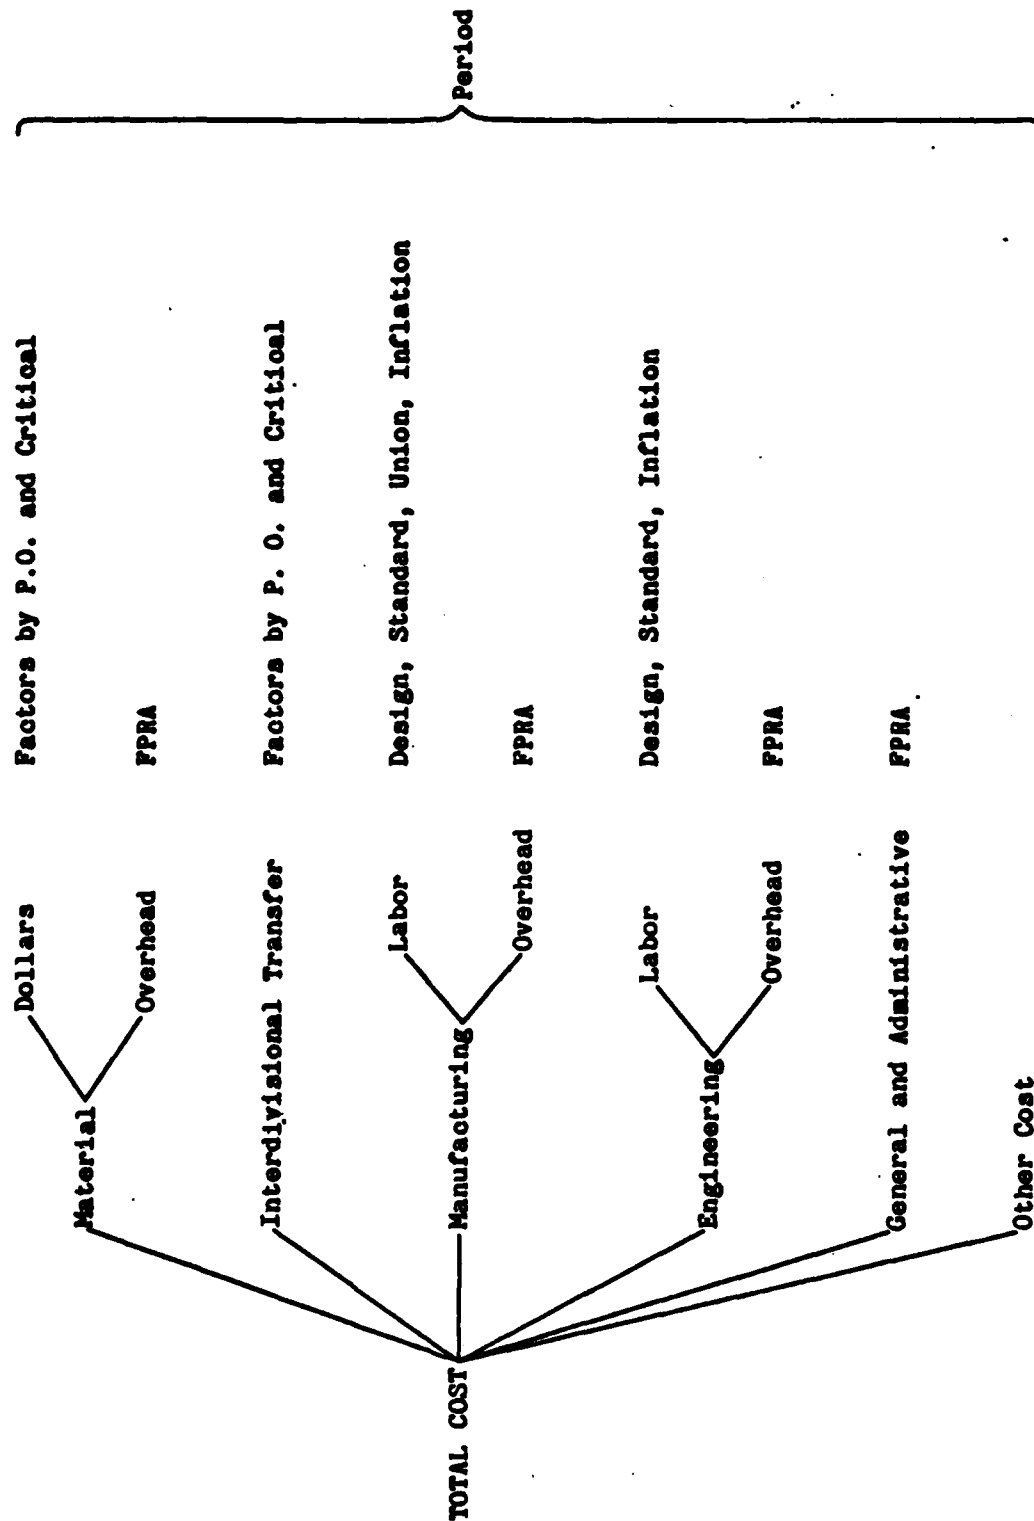 Dollars Factors by P.O. and Critical
Material
Overhead FPRA
Interdivisional Transfer Factors by P. O. and Critical
Labor Design, Standard, Union, Inflation
TOTAL COST Manufacturing Period
Overhead FPRA
Labor Design, Standard, Inflation
Engineering
Overhead FPRA
General and Administrative FPRA
Other Cost